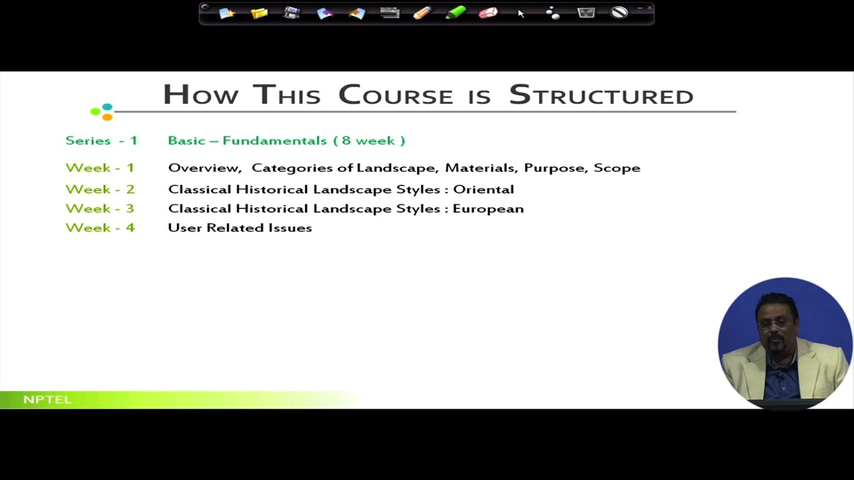 How This Course is Structured
Series - 1 Basic – Fundamentals ( 8 week )
Week - 1 Overview, Categories of Landscape, Materials, Purpose, Scope
Week - 2 Classical Historical Landscape Styles : Oriental
Week - 3 Classical Historical Landscape Styles : European
Week - 4 User Related Issues
NPTEL